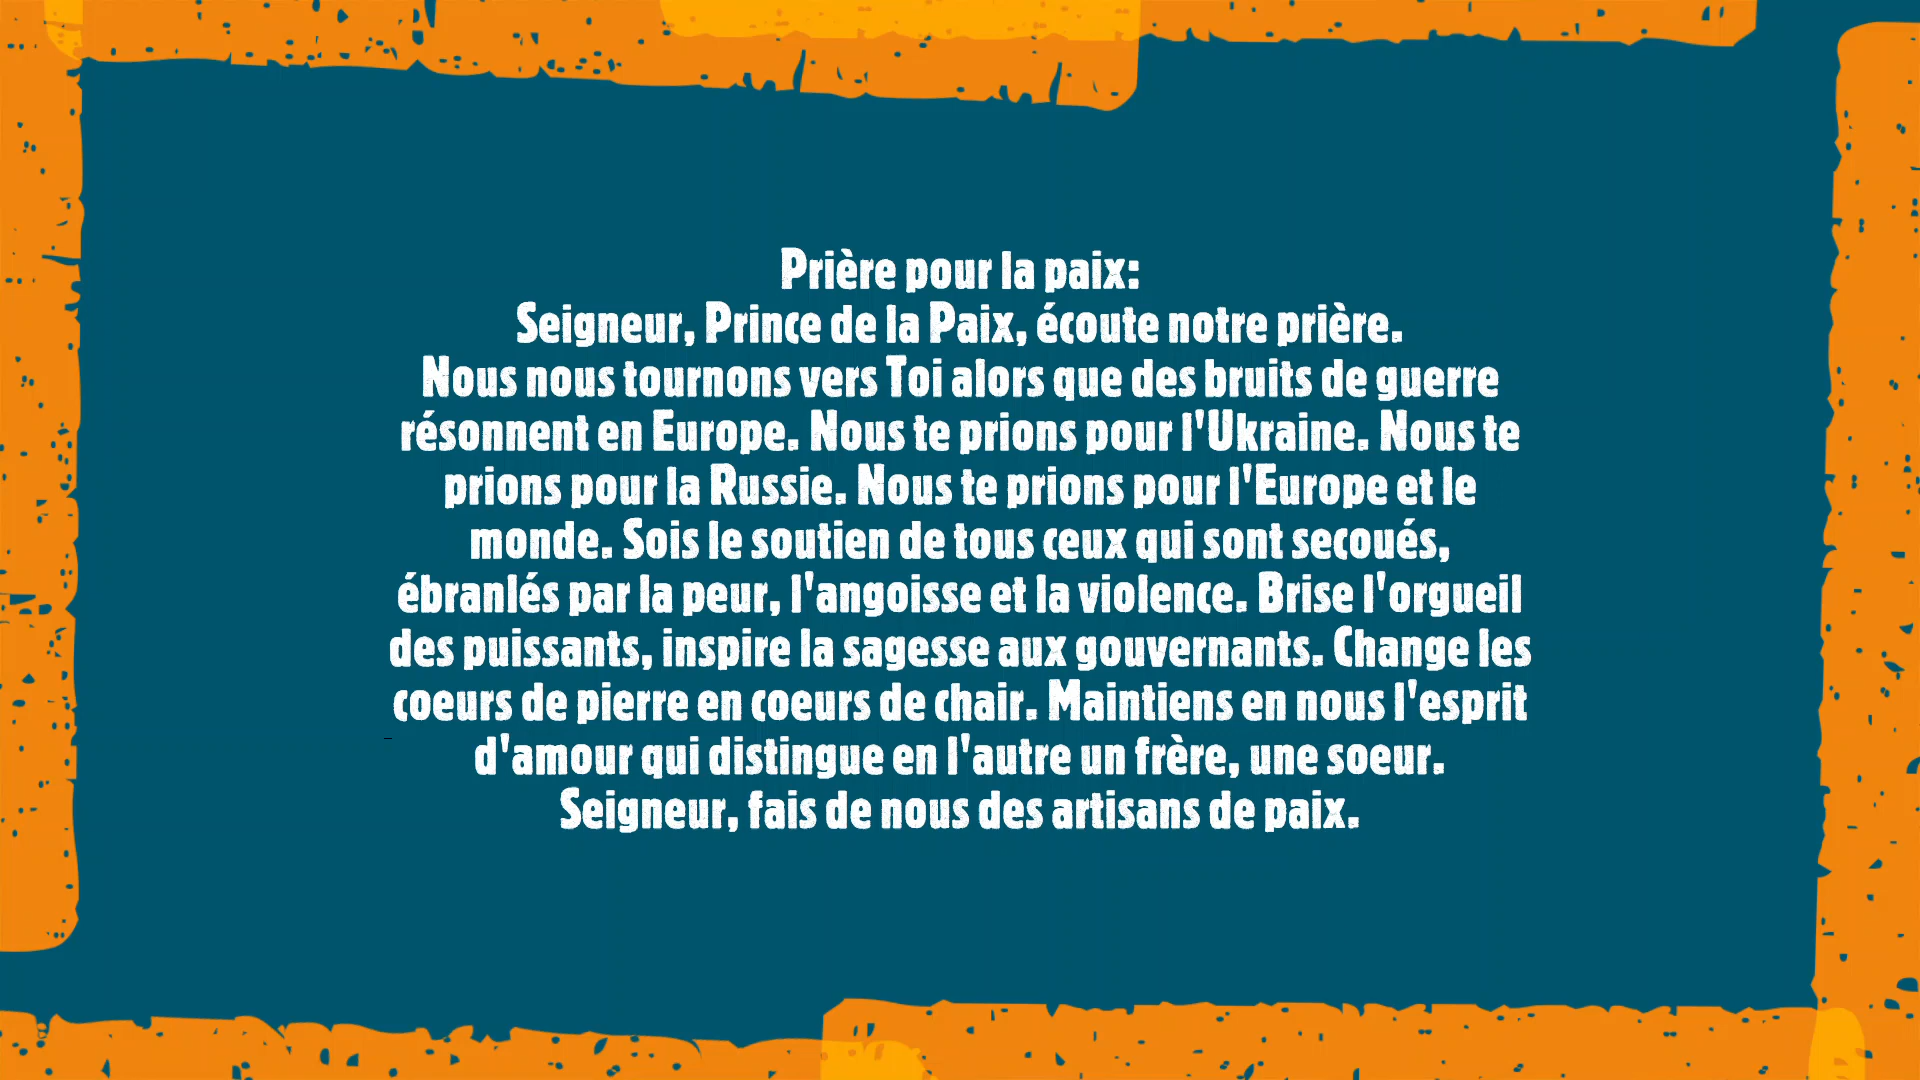 Prière pour la paix:
Seigneur, Prince de la Paix, écoute notre prière.
Nous nous tournons vers Toi alors que des bruits de guerre
résonnent en Europe. Nous te prions pour l'Ukraine. Nous te
prions pour la Russie. Nous te prions pour l'Europe et le
monde. Sois le soutien de tous ceux qui sont secoués,
ébranlés par la peur, l'angoisse et la violence. Brise l'orgueil
des puissants, inspire la sagesse aux gouvernants. Change les
coeurs de pierre en coeurs de chair. Maintiens en nous l'esprit
d'amour qui distingue en l'autre un frère, une soeur.
Seigneur, fais de nous des artisans de paix.